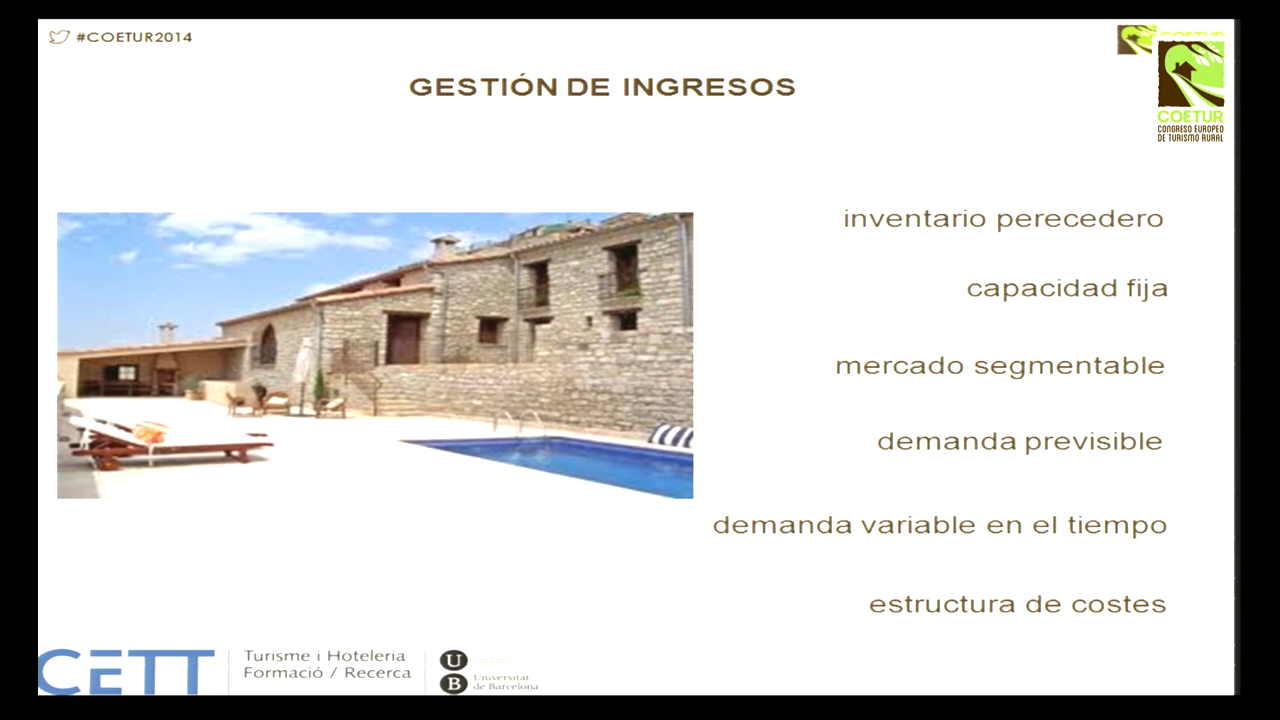 #COETUR2014
GESTIÓN DE INGRESOS
COETUR
COETUR
CONGRESO EUROPEO
DE TURISMO RURAL
inventario perecedero
capacidad fija
mercado segmentable
demanda previsible
demanda variable en el tiempo
estructura de costes
CETT
Turisme i Hoteleria
Formació / Recerca
U
B
Universitat
de Barcelona